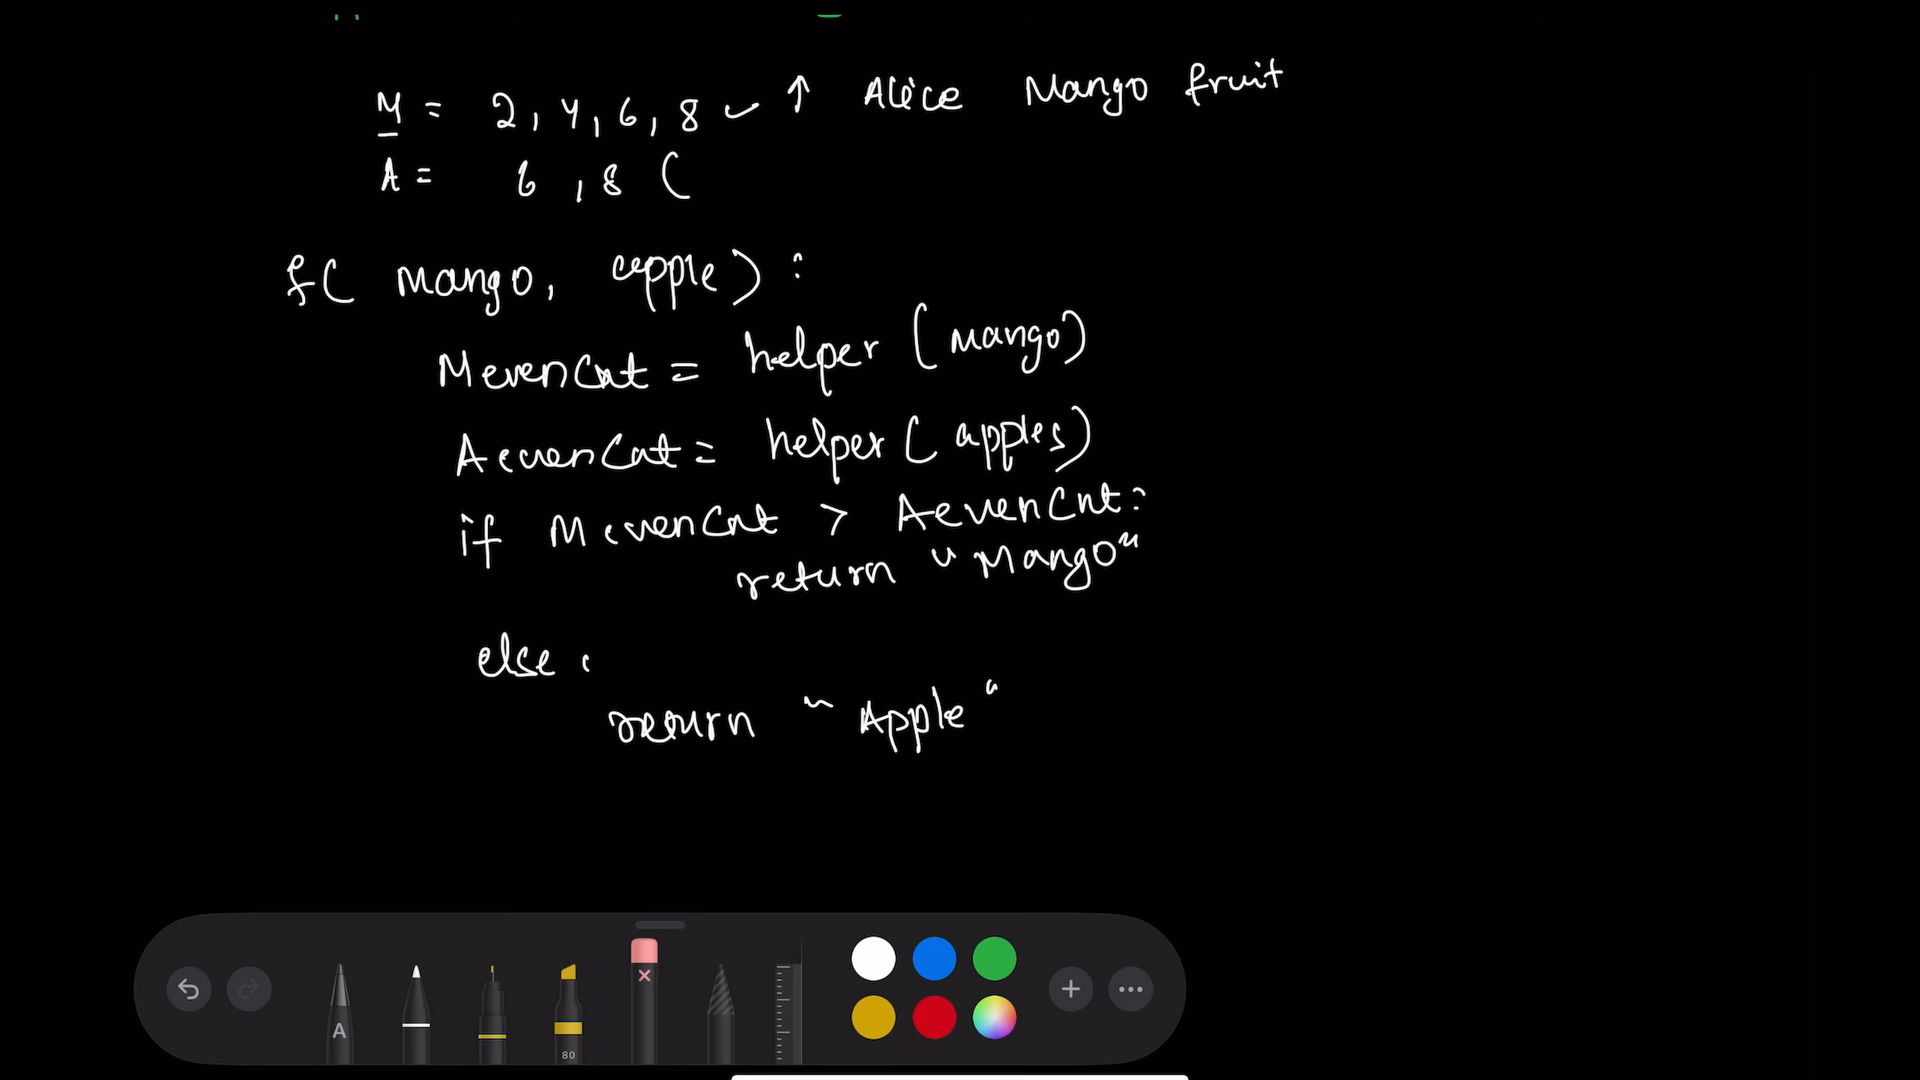 M = 2, 4, 6, 8 ↑ Alice Mango fruit
A = 6, 8 (
f( mango, apple) :
MevenCnt = helper (mango)
AevenCnt = helper( apples)
if MevenCnt > AevenCnt:
return "Mango"
else :
return "Apple"
A
80